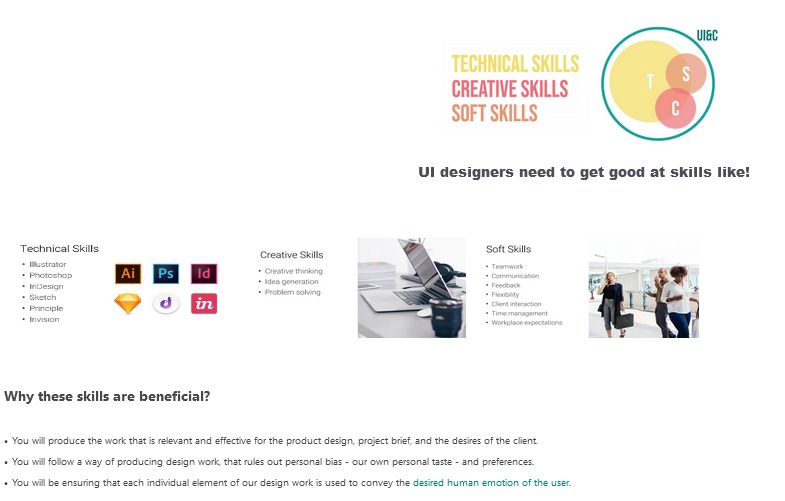 UI&C
TECHNICAL SKILLS
CREATIVE SKILLS
SOFT SKILLS
T
S
C
UI designers need to get good at skills like!
Technical Skills
• Illustrator
• Photoshop
• InDesign
• Sketch
• Principle
• Invision
Ai
Ps
Id
in
Creative Skills
• Creative thinking
• Idea generation
• Problem solving
Soft Skills
• Teamwork
• Communication
• Feedback
• Flexibility
• Client interaction
• Time management
• Workplace expectations
Why these skills are beneficial?
• You will produce the work that is relevant and effective for the product design, project brief, and the desires of the client.
• You will follow a way of producing design work, that rules out personal bias - our own personal taste - and preferences.
• You will be ensuring that each individual element of our design work is used to convey the desired human emotion of the user.